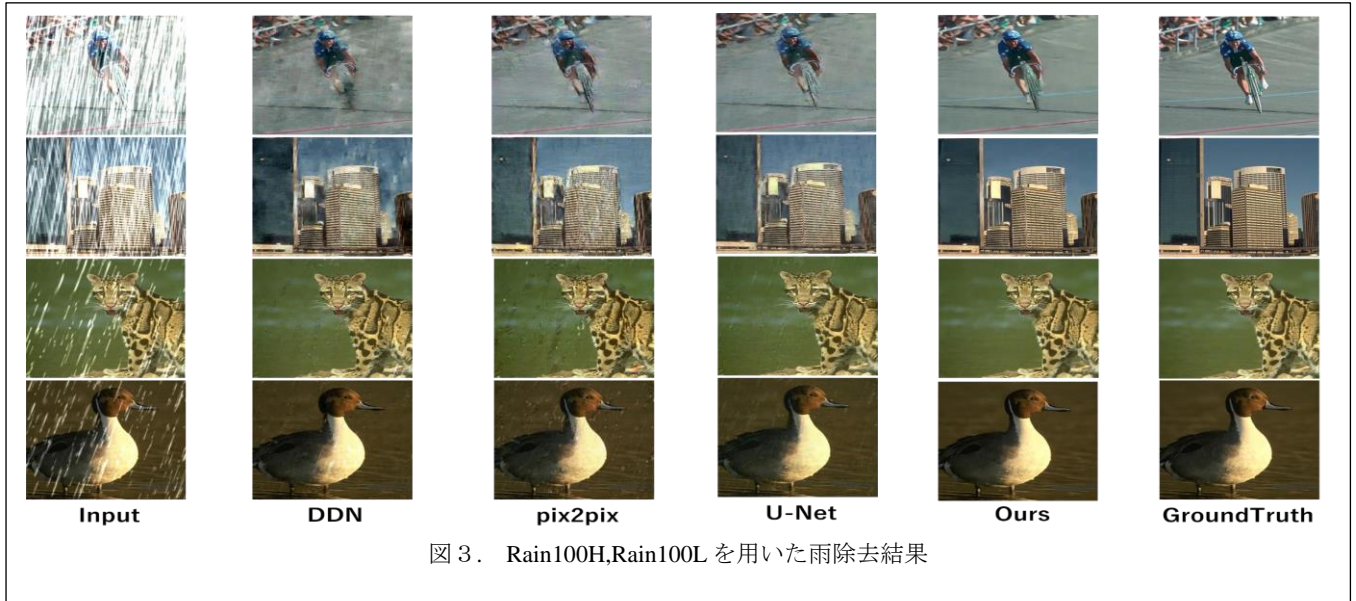 Input DDN pix2pix U-Net Ours GroundTruth
図３． Rain100H,Rain100L を用いた雨除去結果